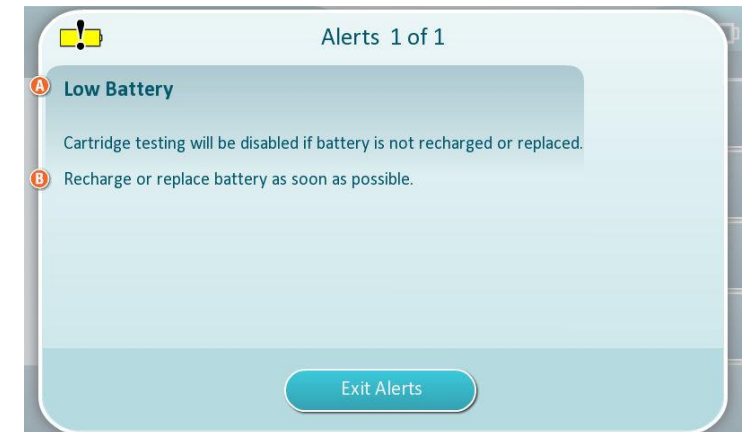 Alerts 1 of 1
A
Low Battery
Cartridge testing will be disabled if battery is not recharged or replaced.
B
Recharge or replace battery as soon as possible.
Exit Alerts